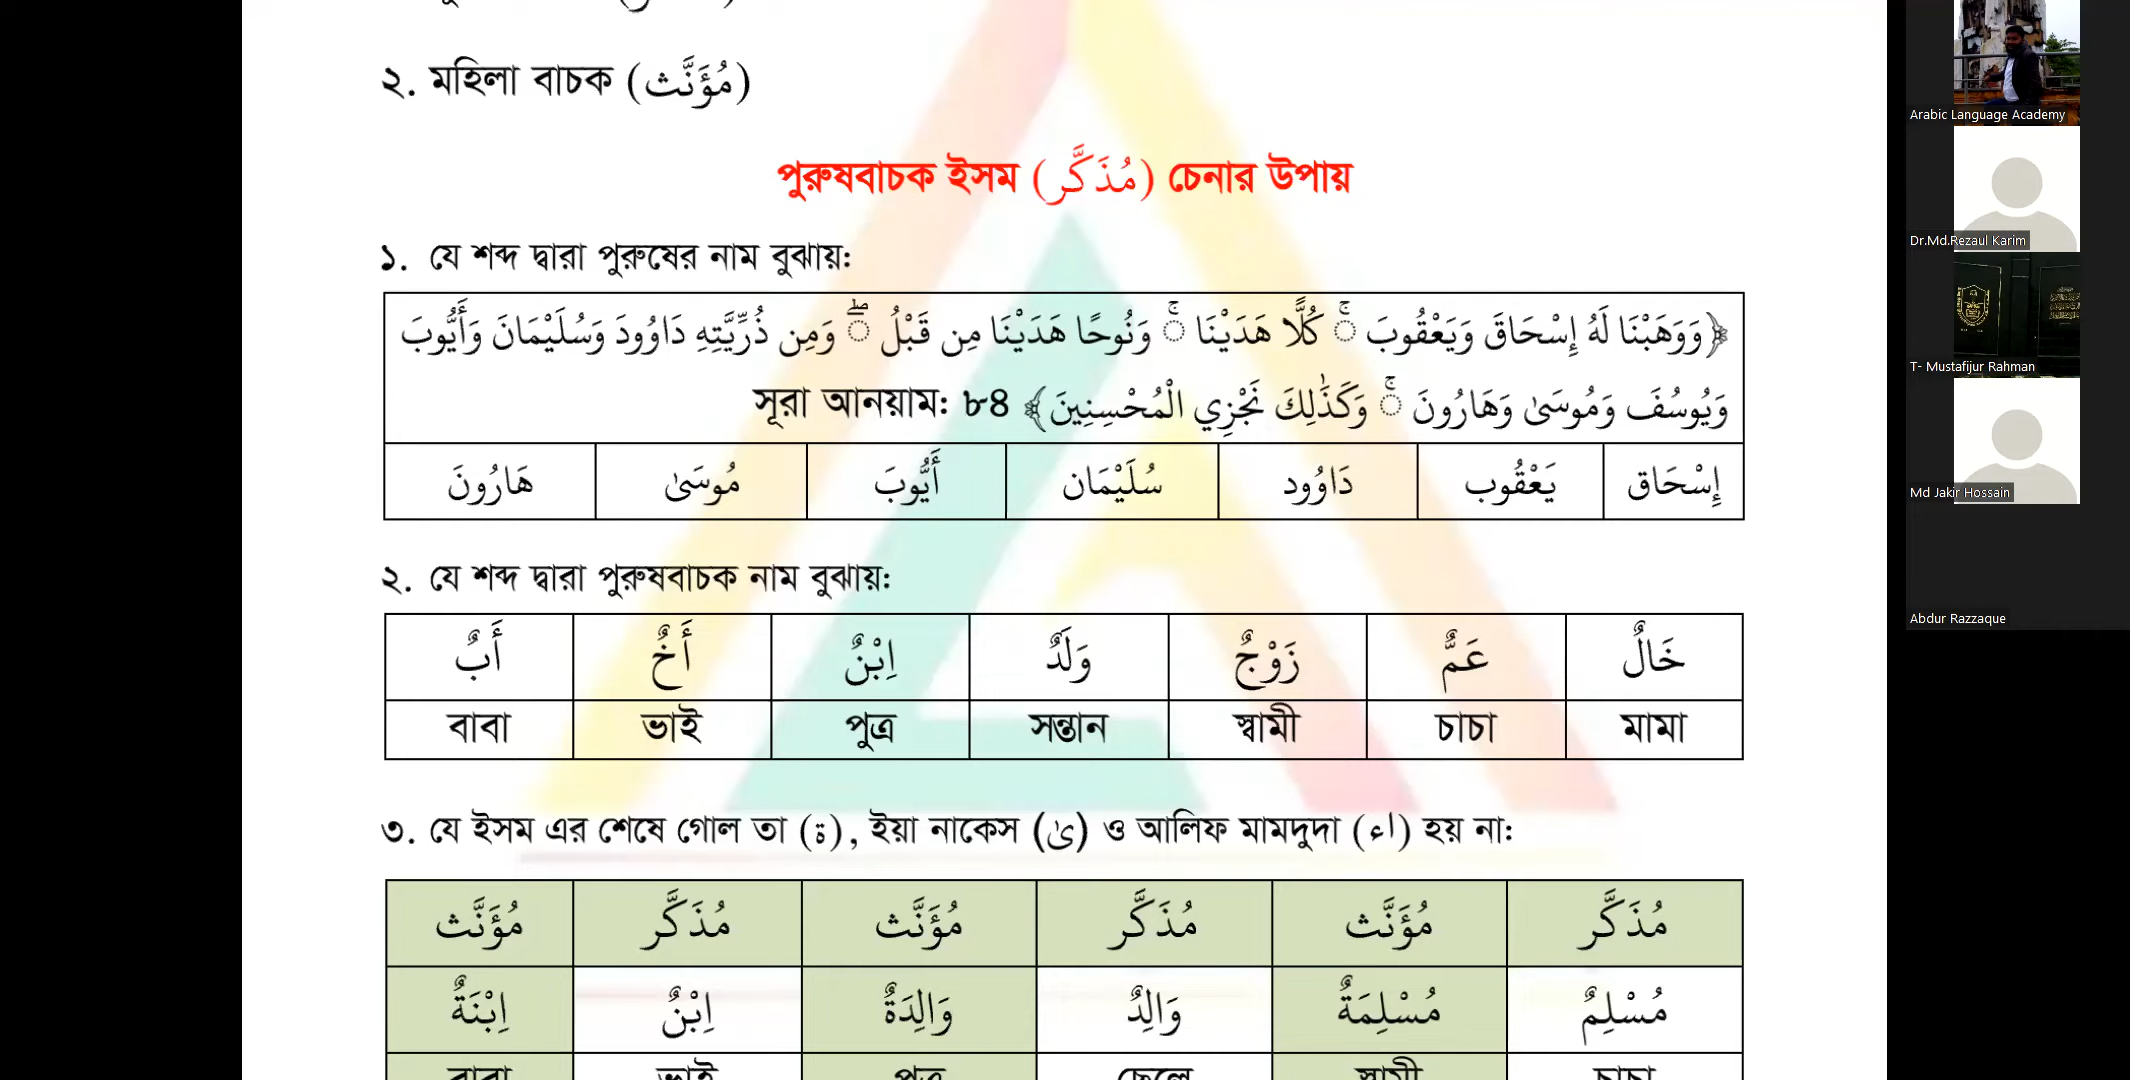 ২. মহিলা বাচক (مُؤَنَّث)
পুরুষবাচক ইসম (مُذَكَّر) চেনার উপায়
১. যে শব্দ দ্বারা পুরুষের নাম বুঝায়ঃ
﴿وَوَهَبْنَا لَهُ إِسْحَاقَ وَيَعْقُوبَ ۚ كُلًّا هَدَيْنَا ۚ وَنُوحًا هَدَيْنَا مِن قَبْلُ ۖ وَمِن ذُرِّيَّتِهِ دَاوُودَ وَسُلَيْمَانَ وَأَيُّوبَ
وَيُوسُفَ وَمُوسَىٰ وَهَارُونَ ۚ وَكَذَٰلِكَ نَجْزِي الْمُحْسِنِينَ﴾ সূরা আনয়াম: ৮৪
إِسْحَاق يَعْقُوب دَاوُود سُلَيْمَان أَيُّوبَ مُوسَىٰ هَارُونَ
২. যে শব্দ দ্বারা পুরুষবাচক নাম বুঝায়ঃ
خَالٌ عَمٌّ زَوْجٌ وَلَدٌ اِبْنٌ أَخٌ أَبٌ
বাবা ভাই পুত্র সন্তান স্বামী চাচা মামা
৩. যে ইসম এর শেষে গোল তা (ة), ইয়া নাকেস (ىٰ) ও আলিফ মামদুদা (اء) হয় না:
مُذَكَّر مُؤَنَّث مُذَكَّر مُؤَنَّث مُذَكَّر مُؤَنَّث
مُسْلِمٌ مُسْلِمَةٌ وَالِدٌ وَالِدَةٌ اِبْنٌ اِبْنَةٌ
বাবা ভাই পুত্র ছেলে স্বামী চাচা
Arabic Language Academy
Dr.Md.Rezaul Karim
T- Mustafijur Rahman
Md Jakir Hossain
Abdur Razzaque